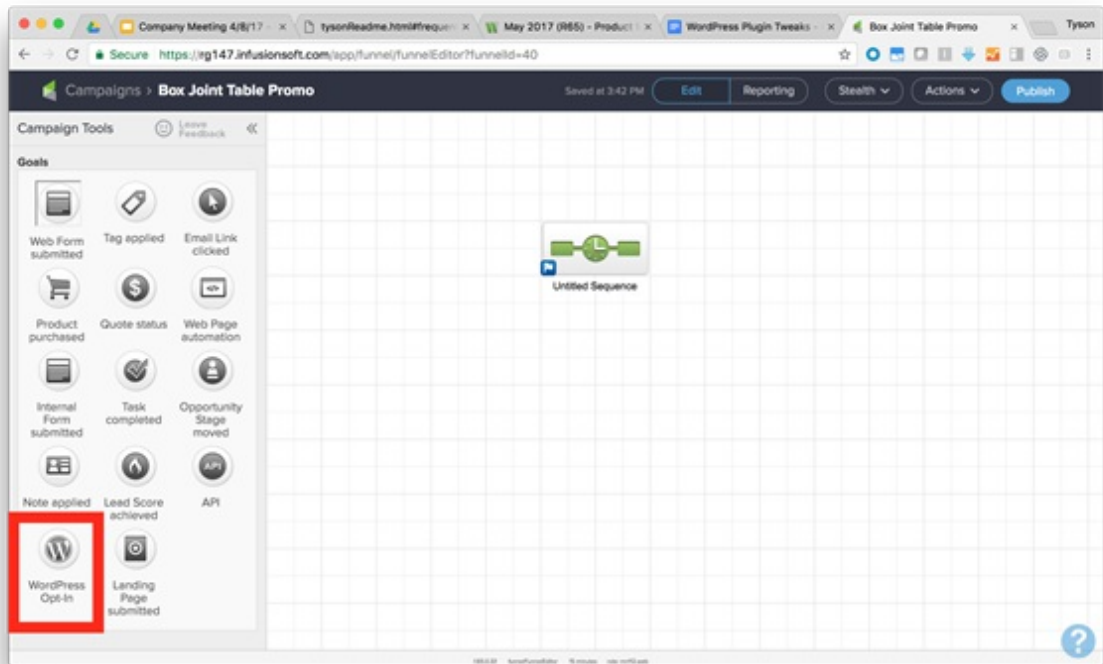 Company Meeting 4/8/17 -
tysonReadme.html#frequen
May 2017 (R65) - Product
WordPress Plugin Tweaks -
Box Joint Table Promo
Tyson
Secure https://rg147.infusionsoft.com/app/funnel/funnelEditor?funnelId=40
Campaigns > Box Joint Table Promo
Saved at 3:42 PM
Edit
Reporting
Stealth
Actions
Publish
Campaign Tools
Leave
Feedback
Goals
Web Form
submitted
Tag applied
Email Link
clicked
Product
purchased
Quote status
Web Page
automation
Internal
Form
submitted
Task
completed
Opportunity
Stage
moved
Note applied
Lead Score
achieved
API
API
WordPress
Opt-In
Landing
Page
submitted
Untitled Sequence
?